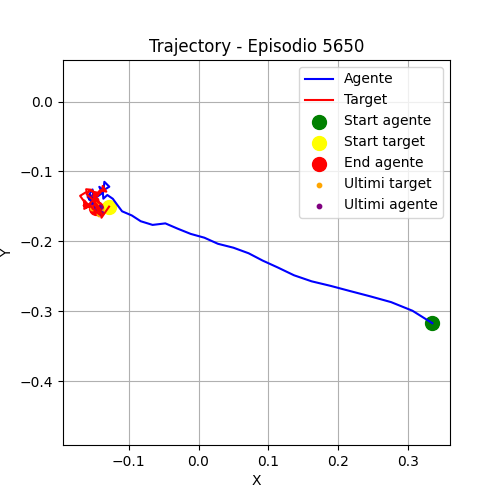 Trajectory - Episodio 5650
Agente
Target
Start agente
Start target
End agente
Ultimi target
Ultimi agente
0.0
−0.1
−0.2
−0.3
−0.4
Y
−0.1
0.0
0.1
0.2
0.3
X